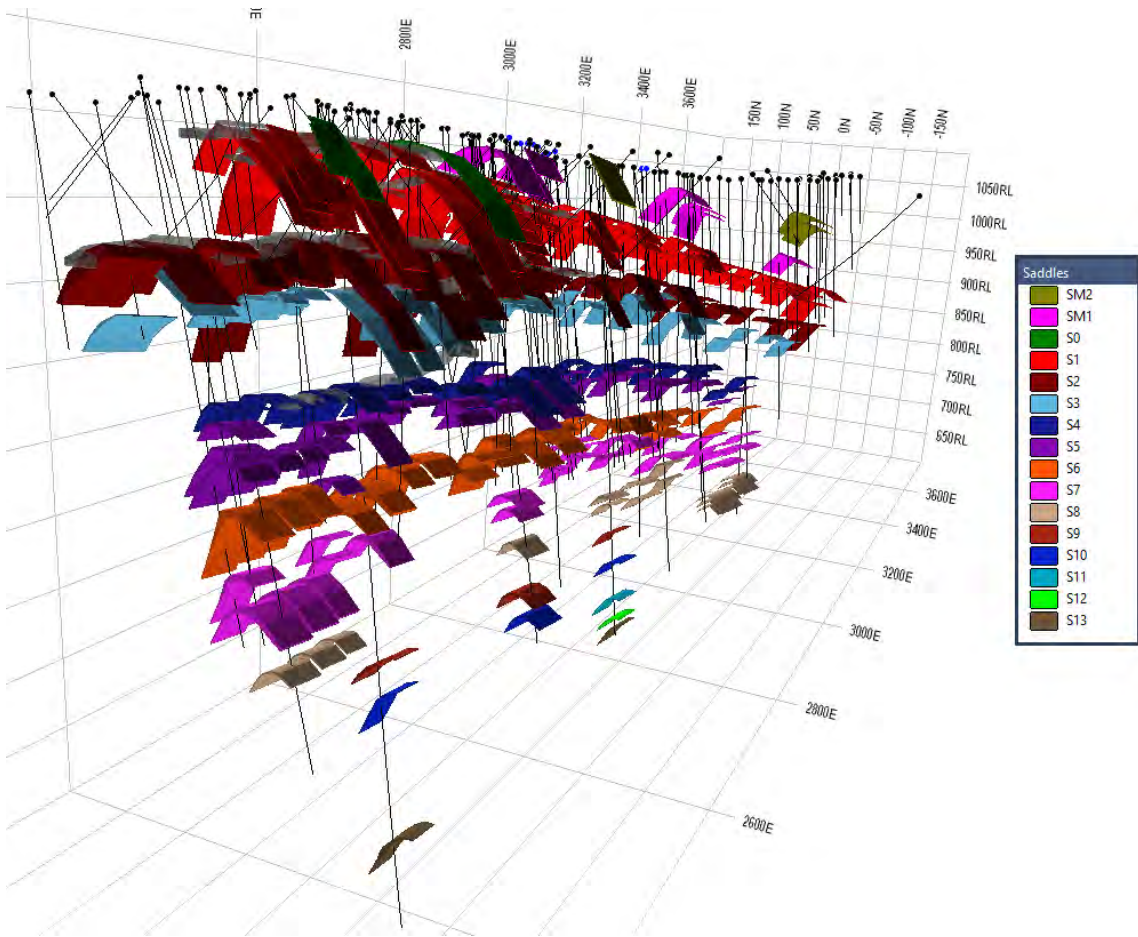 2800E
3000E
3200E
3400E
3600E
150N
100N
50N
0N
-50N
-100N
-150N
1050RL
1000RL
950RL
900RL
850RL
800RL
750RL
700RL
650RL
3600E
3400E
3200E
3000E
2800E
2600E
Saddles
SM2
SM1
S0
S1
S2
S3
S4
S5
S6
S7
S8
S9
S10
S11
S12
S13